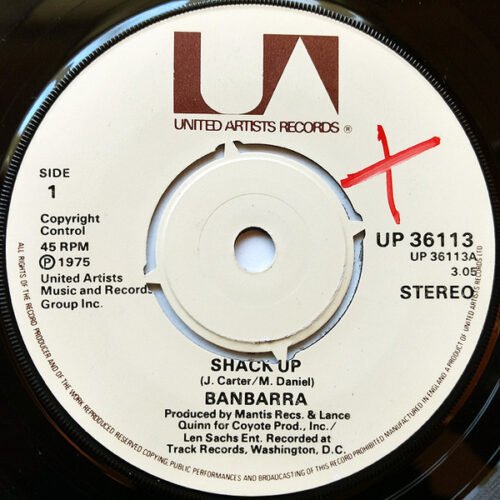 UA
UNITED ARTISTS RECORDS ®
SIDE
1
Copyright
Control
45 RPM
Ⓟ 1975
United Artists
Music and Records
Group Inc.
UP 36113
UP 36113A
3.05
STEREO
SHACK UP
(J. Carter/M. Daniel)
BANBARRA
Produced by Mantis Recs. & Lance
Quinn for Coyote Prod., Inc./
Len Sachs Ent. Recorded at
Track Records, Washington, D.C.
ALL RIGHTS OF THE RECORD PRODUCER AND OF THE OWNER OF THE WORK REPRODUCED RESERVED COPYING PUBLIC PERFORMANCES AND BROADCASTING OF THIS RECORD PROHIBITED MANUFACTURED IN ENGLAND A PRODUCT OF UNITED ARTISTS RECORDS LTD